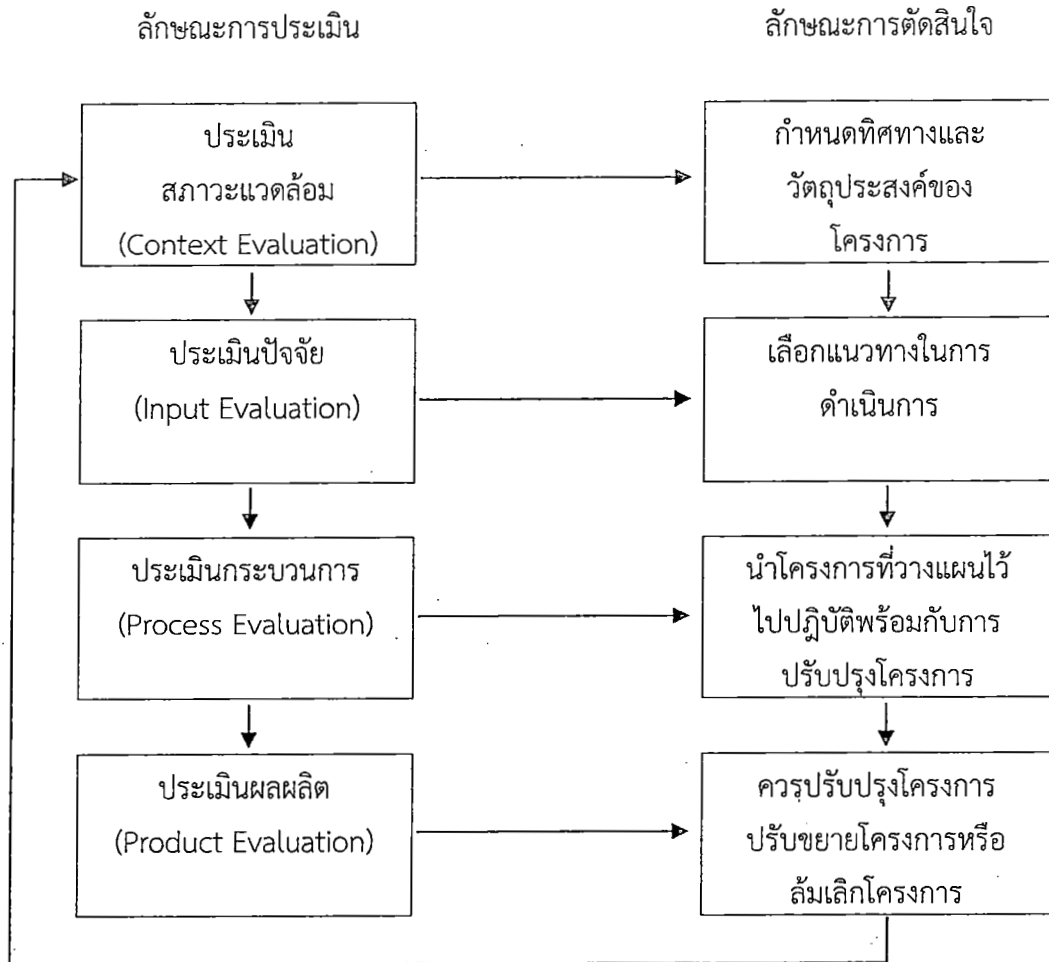 ลักษณะการประเมิน
ลักษณะการตัดสินใจ
ประเมิน
สภาวะแวดล้อม
(Context Evaluation)
กำหนดทิศทางและ
วัตถุประสงค์ของ
โครงการ
ประเมินปัจจัย
(Input Evaluation)
เลือกแนวทางในการ
ดำเนินการ
ประเมินกระบวนการ
(Process Evaluation)
นำโครงการที่วางแผนไว้
ไปปฏิบัติพร้อมกับการ
ปรับปรุงโครงการ
ประเมินผลผลิต
(Product Evaluation)
ควรปรับปรุงโครงการ
ปรับขยายโครงการหรือ
ล้มเลิกโครงการ